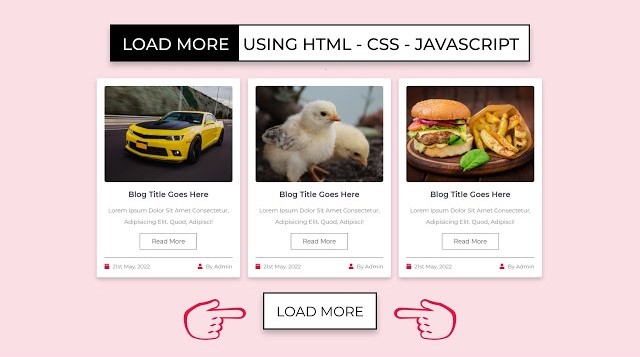 LOAD MORE USING HTML - CSS - JAVASCRIPT
Blog Title Goes Here
Lorem Ipsum Dolor Sit Amet Consectetur,
Adipisicing Elit. Quod, Adipisci!
Read More
21st May, 2022 By Admin
Blog Title Goes Here
Lorem Ipsum Dolor Sit Amet Consectetur,
Adipisicing Elit. Quod, Adipisci!
Read More
21st May, 2022 By Admin
Blog Title Goes Here
Lorem Ipsum Dolor Sit Amet Consectetur,
Adipisicing Elit. Quod, Adipisci!
Read More
21st May, 2022 By Admin
LOAD MORE